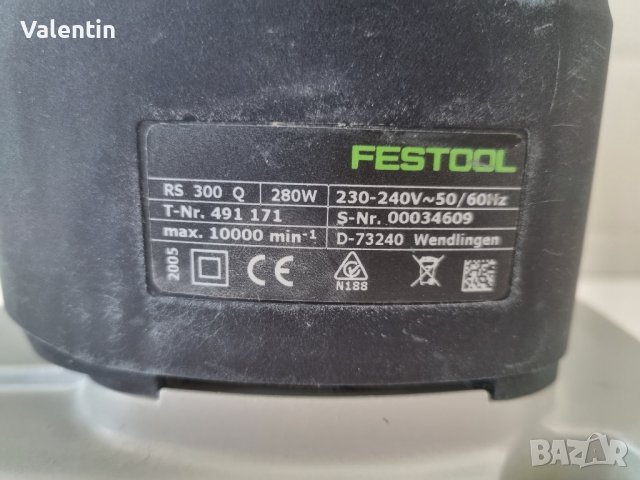 Valentin
FESTOOL
RS 300 Q 280W 230-240V~50/60Hz
T-Nr. 491 171 S-Nr. 00034609
max. 10000 min-1 D-73240 Wendlingen
2005 CE N188
BAZAR